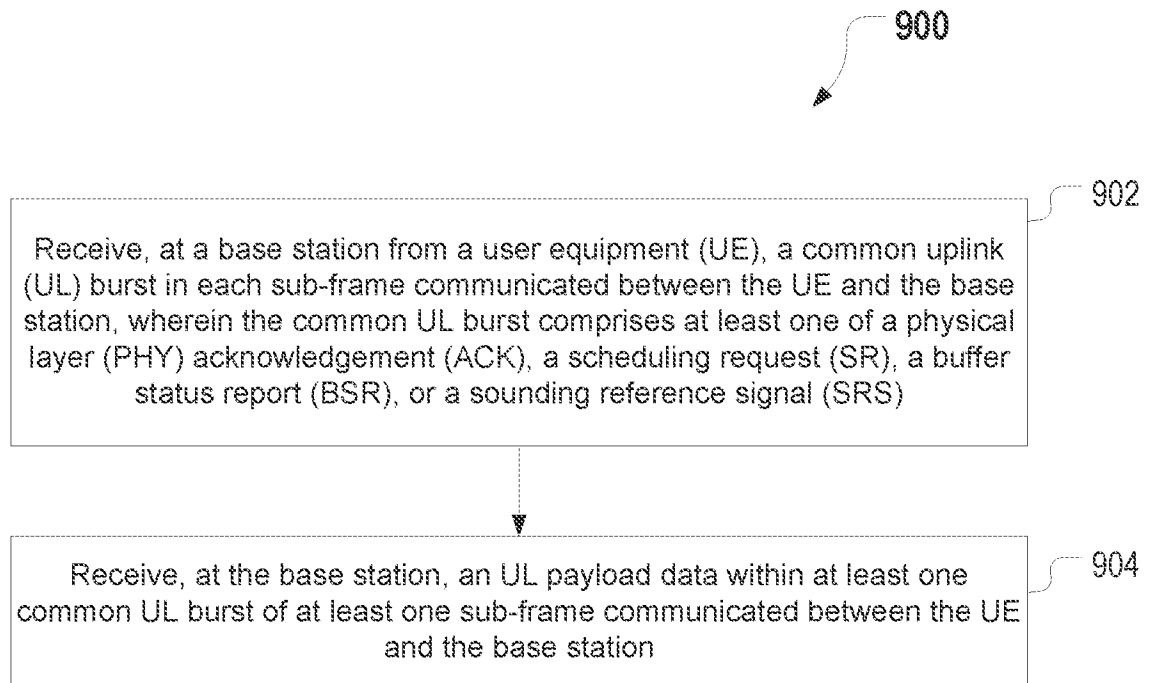 900
902
Receive, at a base station from a user equipment (UE), a common uplink
(UL) burst in each sub-frame communicated between the UE and the base
station, wherein the common UL burst comprises at least one of a physical
layer (PHY) acknowledgement (ACK), a scheduling request (SR), a buffer
status report (BSR), or a sounding reference signal (SRS)
904
Receive, at the base station, an UL payload data within at least one
common UL burst of at least one sub-frame communicated between the UE
and the base station